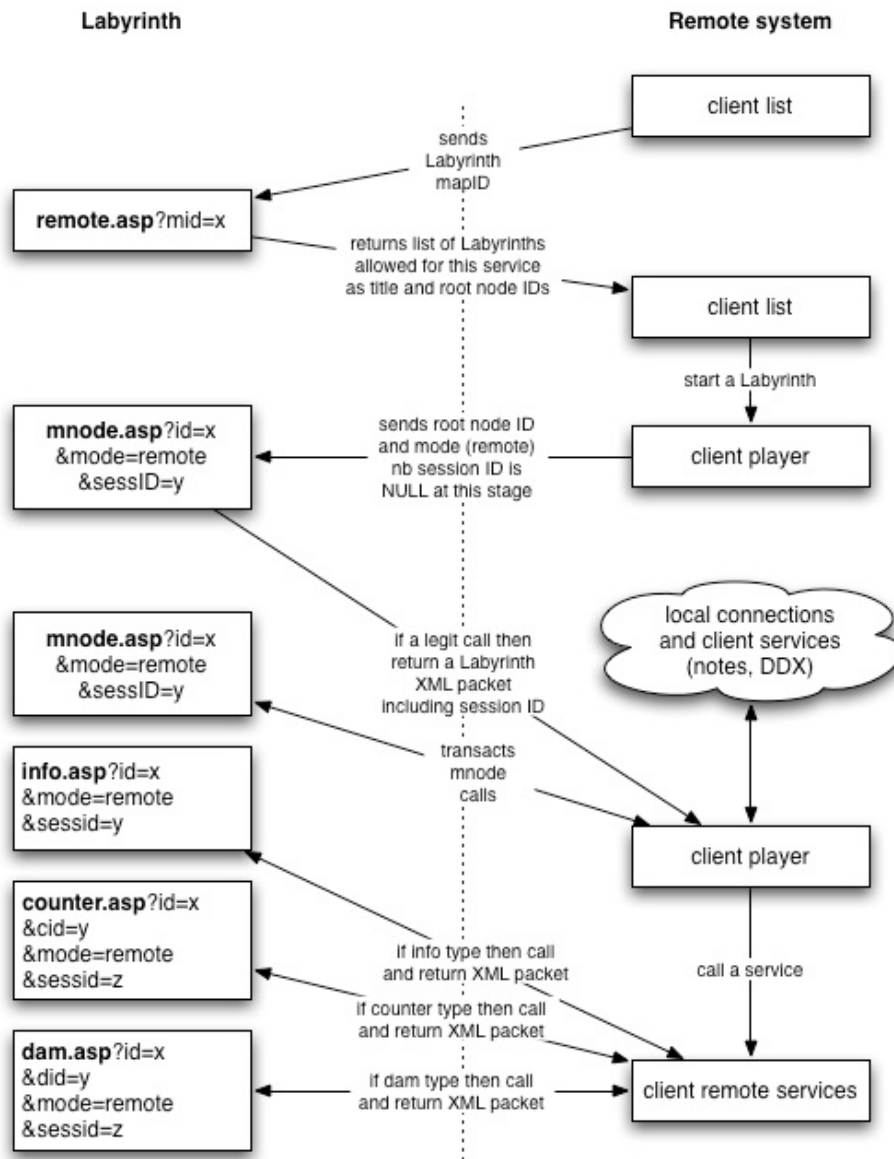 Labyrinth
Remote system
client list
sends
Labyrinth
mapID
remote.asp?mid=x
returns list of Labyrinths
allowed for this service
as title and root node IDs
client list
start a Labyrinth
mnode.asp?id=x
&mode=remote
&sessID=y
sends root node ID
and mode (remote)
nb session ID is
NULL at this stage
client player
mnode.asp?id=x
&mode=remote
&sessID=y
if a legit call then
return a Labyrinth
XML packet
including session ID
local connections
and client services
(notes, DDX)
transacts
mnode
calls
info.asp?id=x
&mode=remote
&sessid=y
client player
counter.asp?id=x
&cid=y
&mode=remote
&sessid=z
if info type then call
and return XML packet
call a service
if counter type then call
and return XML packet
dam.asp?id=x
&did=y
&mode=remote
&sessid=z
if dam type then call
and return XML packet
client remote services